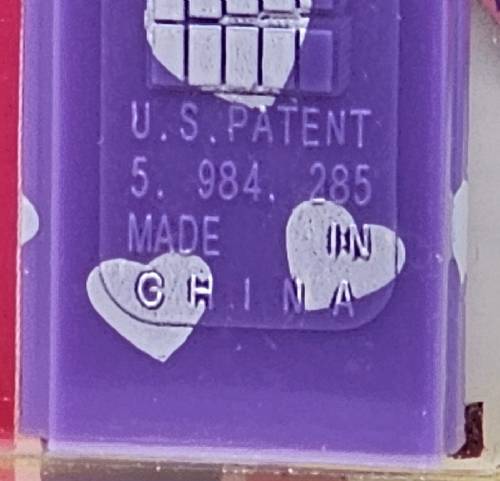 U.S. PATENT
5. 984. 285
MADE IN
CHINA